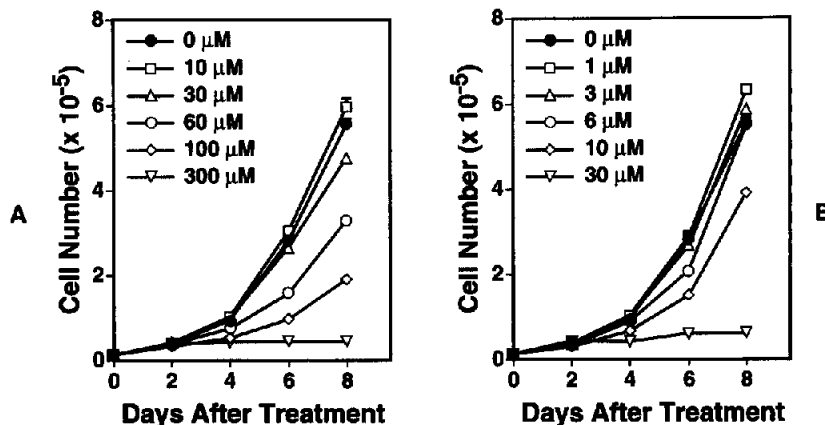 A
Cell Number (x 10⁻⁵)
8
6
4
2
0
0 μM
10 μM
30 μM
60 μM
100 μM
300 μM
0 2 4 6 8
Days After Treatment
B
Cell Number (x 10⁻⁵)
8
6
4
2
0
0 μM
1 μM
3 μM
6 μM
10 μM
30 μM
0 2 4 6 8
Days After Treatment